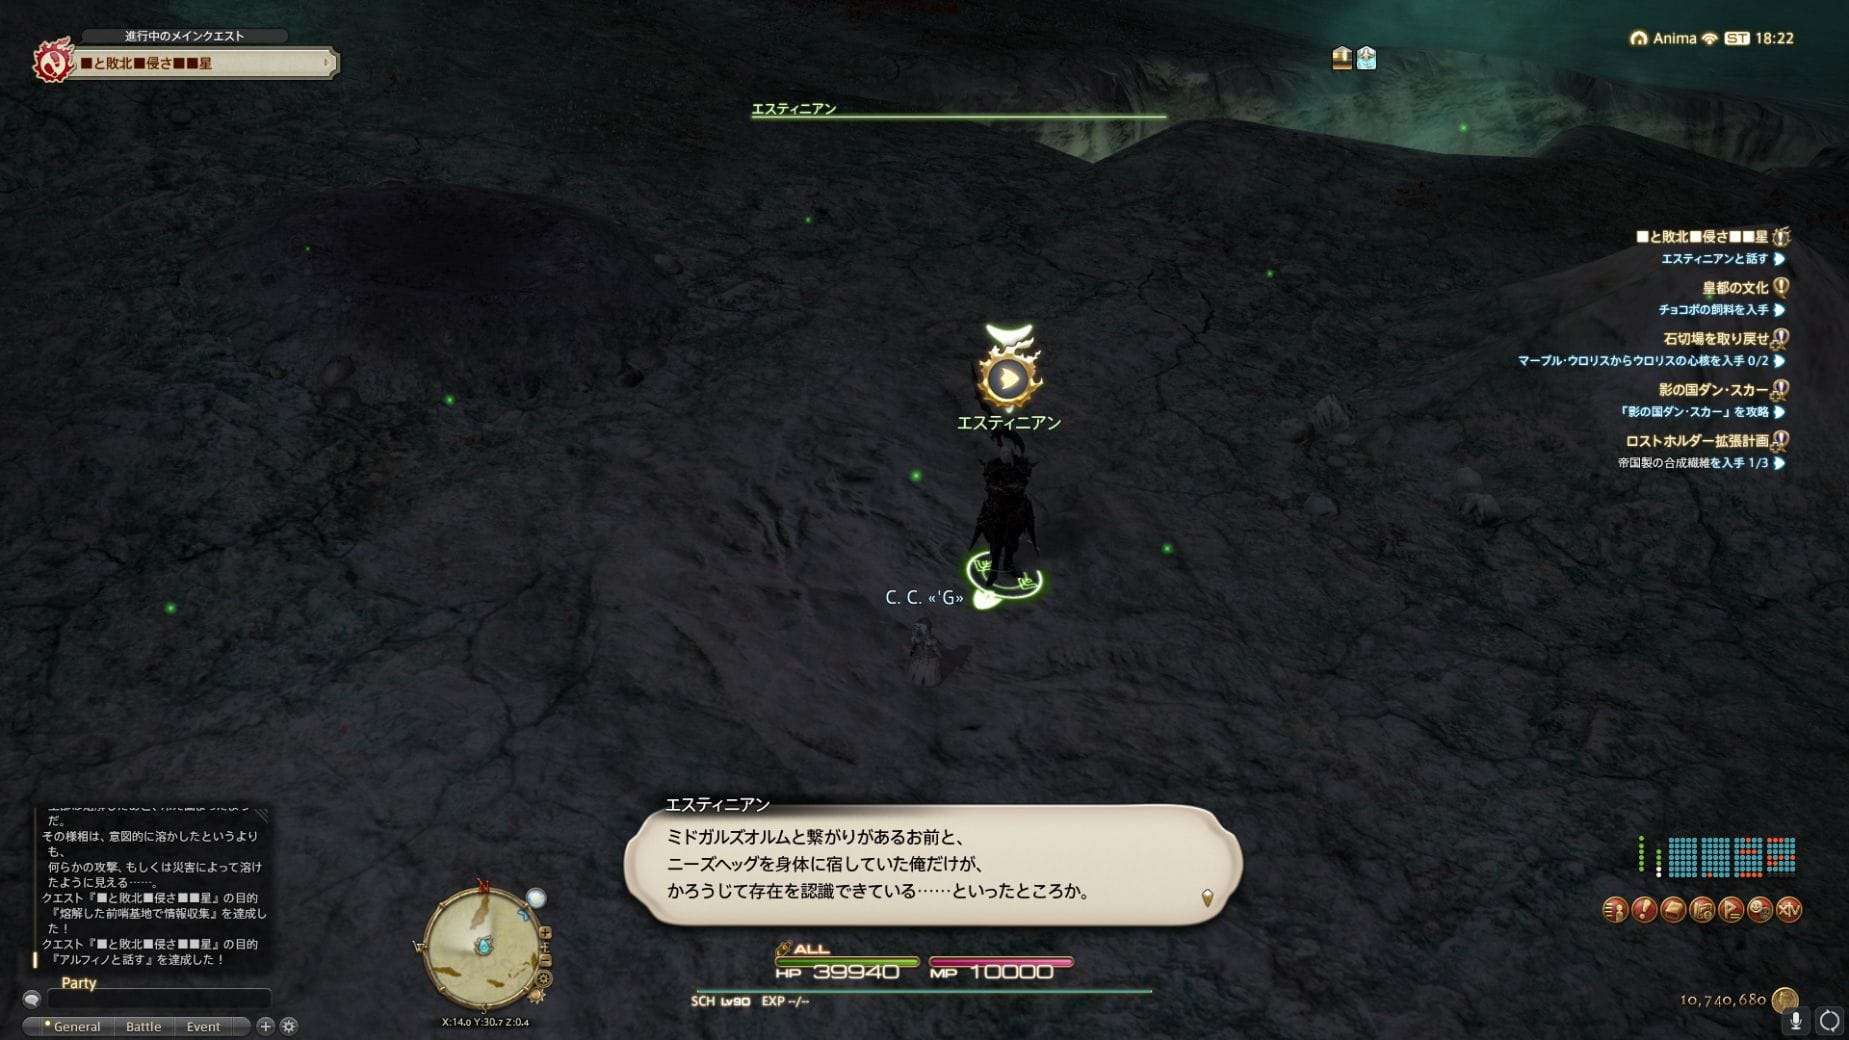 進行中のメインクエスト
■と敗北■侵さ■■星
Anima ST 18:22
エスティニアン
■と敗北■侵さ■■星
エスティニアンと話す
皇都の文化
チョコボの飼料を入手
石切場を取り戻せ
マーブル・ウロリスからウロリスの心核を入手 0/2
影の国ダン・スカー
『影の国ダン・スカー』を攻略
ロストホルダー拡張計画
帝国製の合成繊維を入手 1/3
エスティニアン
C. C. «'G»
エスティニアン
ミドガルズオルムと繋がりがあるお前と、
ニーズヘッグを身体に宿していた俺だけが、
かろうじて存在を認識できている……といったところか。
だ。
その様相は、意図的に溶かしたというより
も、
何らかの攻撃、もしくは災害によって溶け
たように見える……。
クエスト『■と敗北■侵さ■■星』の目的
『熔解した前哨基地で情報収集』を達成し
た！
クエスト『■と敗北■侵さ■■星』の目的
『アルフィノと話す』を達成した！
Party
General Battle Event
N
W
S
X:14.0 Y:30.7 Z:0.4
ALL
HP 39940 MP 10000
SCH Lv90 EXP --/--
XIV
10,740,680